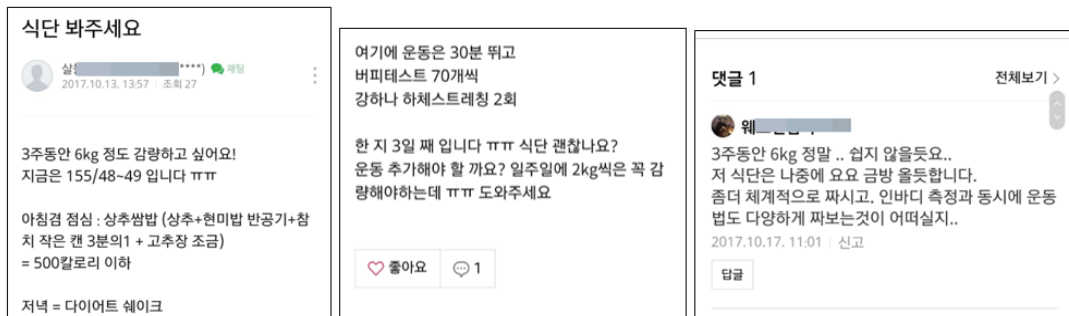 식단 봐주세요
살
****)
채팅
2017.10.13. 13:57 | 조회 27
3주동안 6kg 정도 감량하고 싶어요!
지금은 155/48~49 입니다 ㅠㅠ
아침겸 점심 : 상추쌈밥 (상추+현미밥 반공기+참
치 작은 캔 3분의1 + 고추장 조금)
= 500칼로리 이하
저녁 = 다이어트 쉐이크
여기에 운동은 30분 뛰고
버피테스트 70개씩
강하나 하체스트레칭 2회
한 지 3일 째 입니다 ㅠㅠ 식단 괜찮나요?
운동 추가해야 할 까요? 일주일에 2kg씩은 꼭 감
량해야하는데 ㅠㅠ 도와주세요
좋아요
1
댓글 1
전체보기 >
웨
3주동안 6kg 정말 .. 쉽지 않을듯요..
저 식단은 나중에 요요 금방 올듯합니다.
좀더 체계적으로 짜시고. 인바디 측정과 동시에 운동
법도 다양하게 짜보는것이 어떠실지..
2017.10.17. 11:01 | 신고
답글